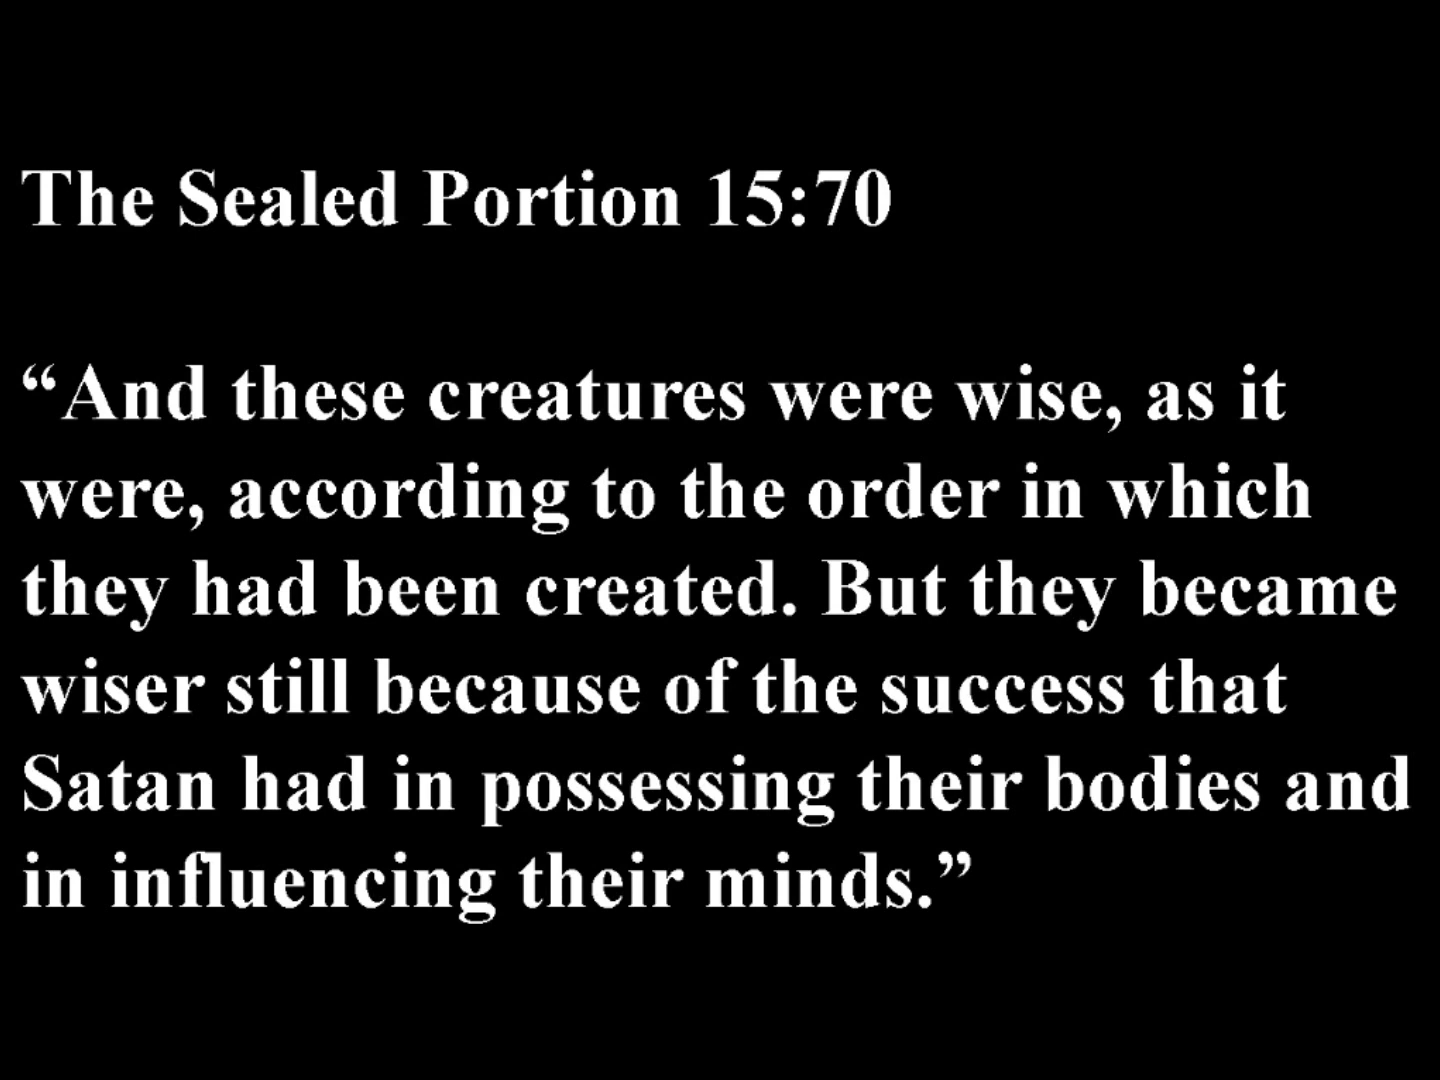 The Sealed Portion 15:70
“And these creatures were wise, as it
were, according to the order in which
they had been created. But they became
wiser still because of the success that
Satan had in possessing their bodies and
in influencing their minds.”